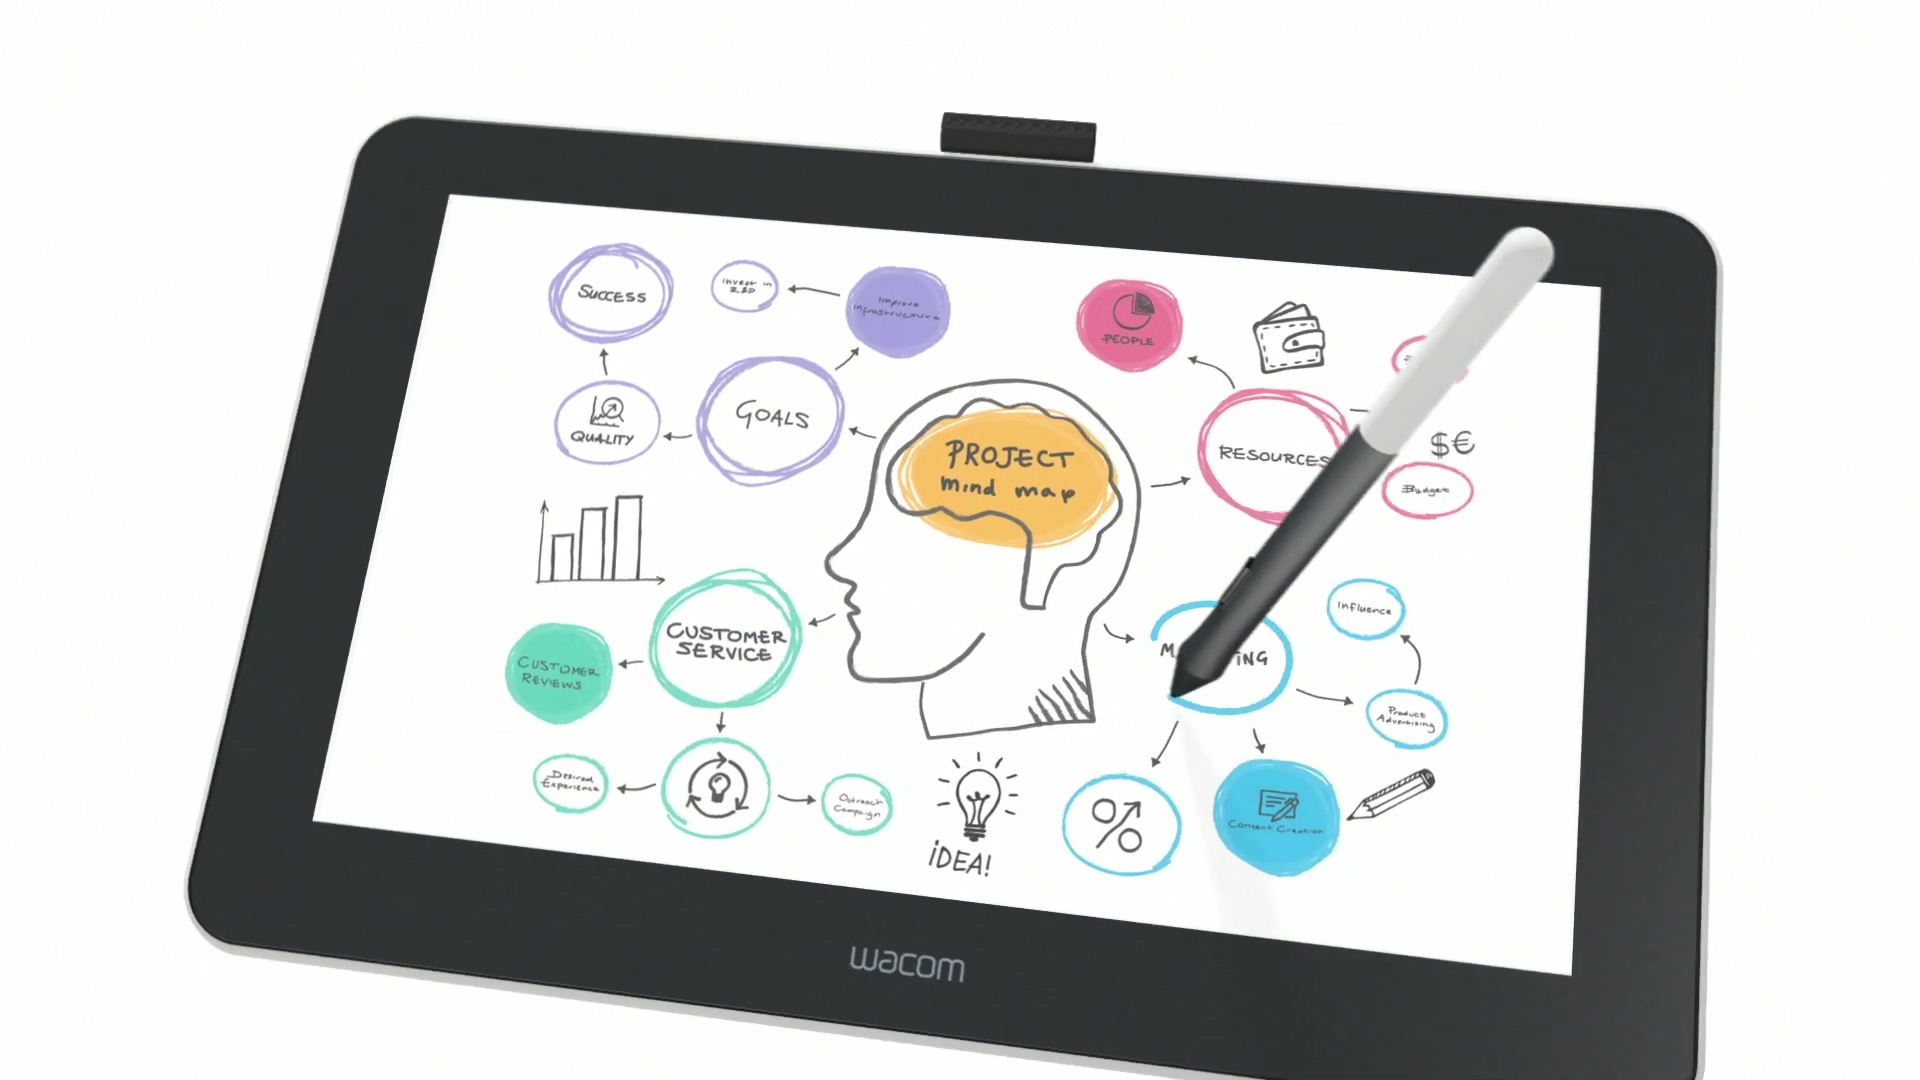 SUCCESS
Invest in
R&D
Improve
Infrastructure
PEOPLE
QUALITY
GOALS
PROJECT
mind map
RESOURCES
$€
Budget
CUSTOMER
SERVICE
CUSTOMER
REVIEWS
Influence
Product
Advertising
Desired
Experience
Outreach
Campaign
iDEA!
%
Content Creation
wacom